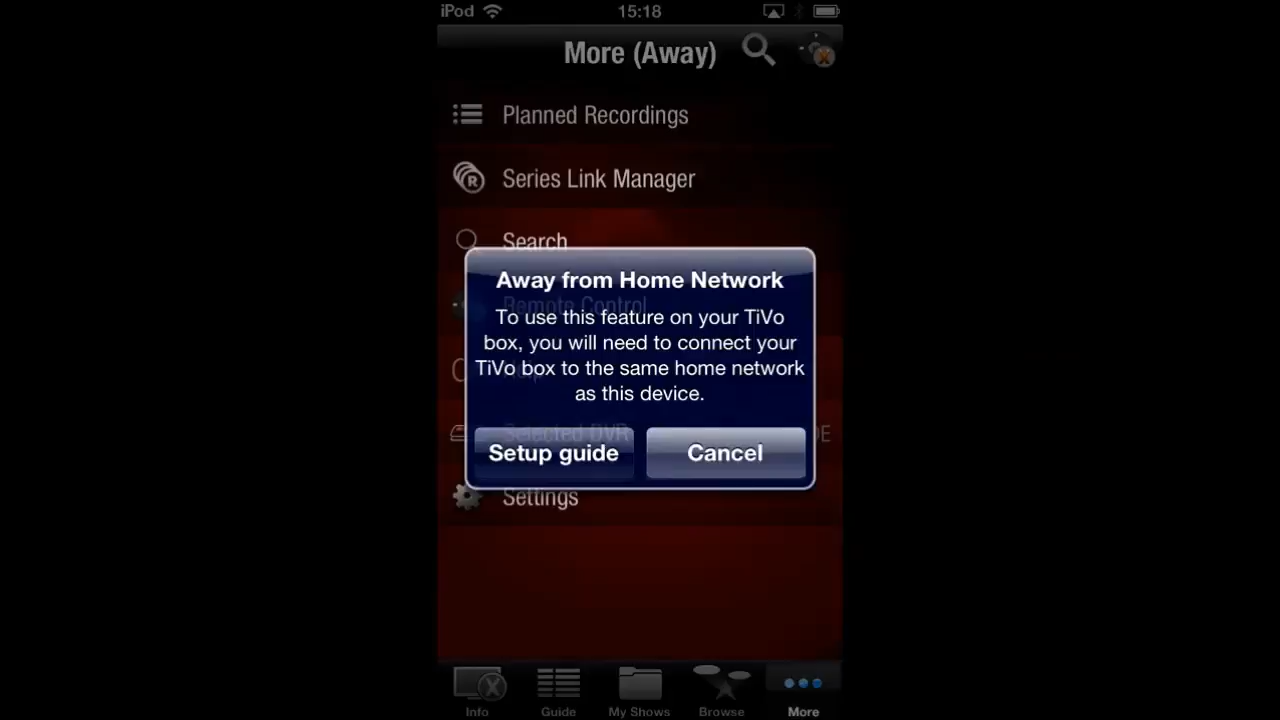 iPod 15:18
More (Away)
Planned Recordings
R Series Link Manager
Search
Away from Home Network
Remote Control
To use this feature on your TiVo
box, you will need to connect your
TiVo box to the same home network
Help
as this device.
Selected DVR
Setup guide Cancel
Settings
Info Guide My Shows Browse More